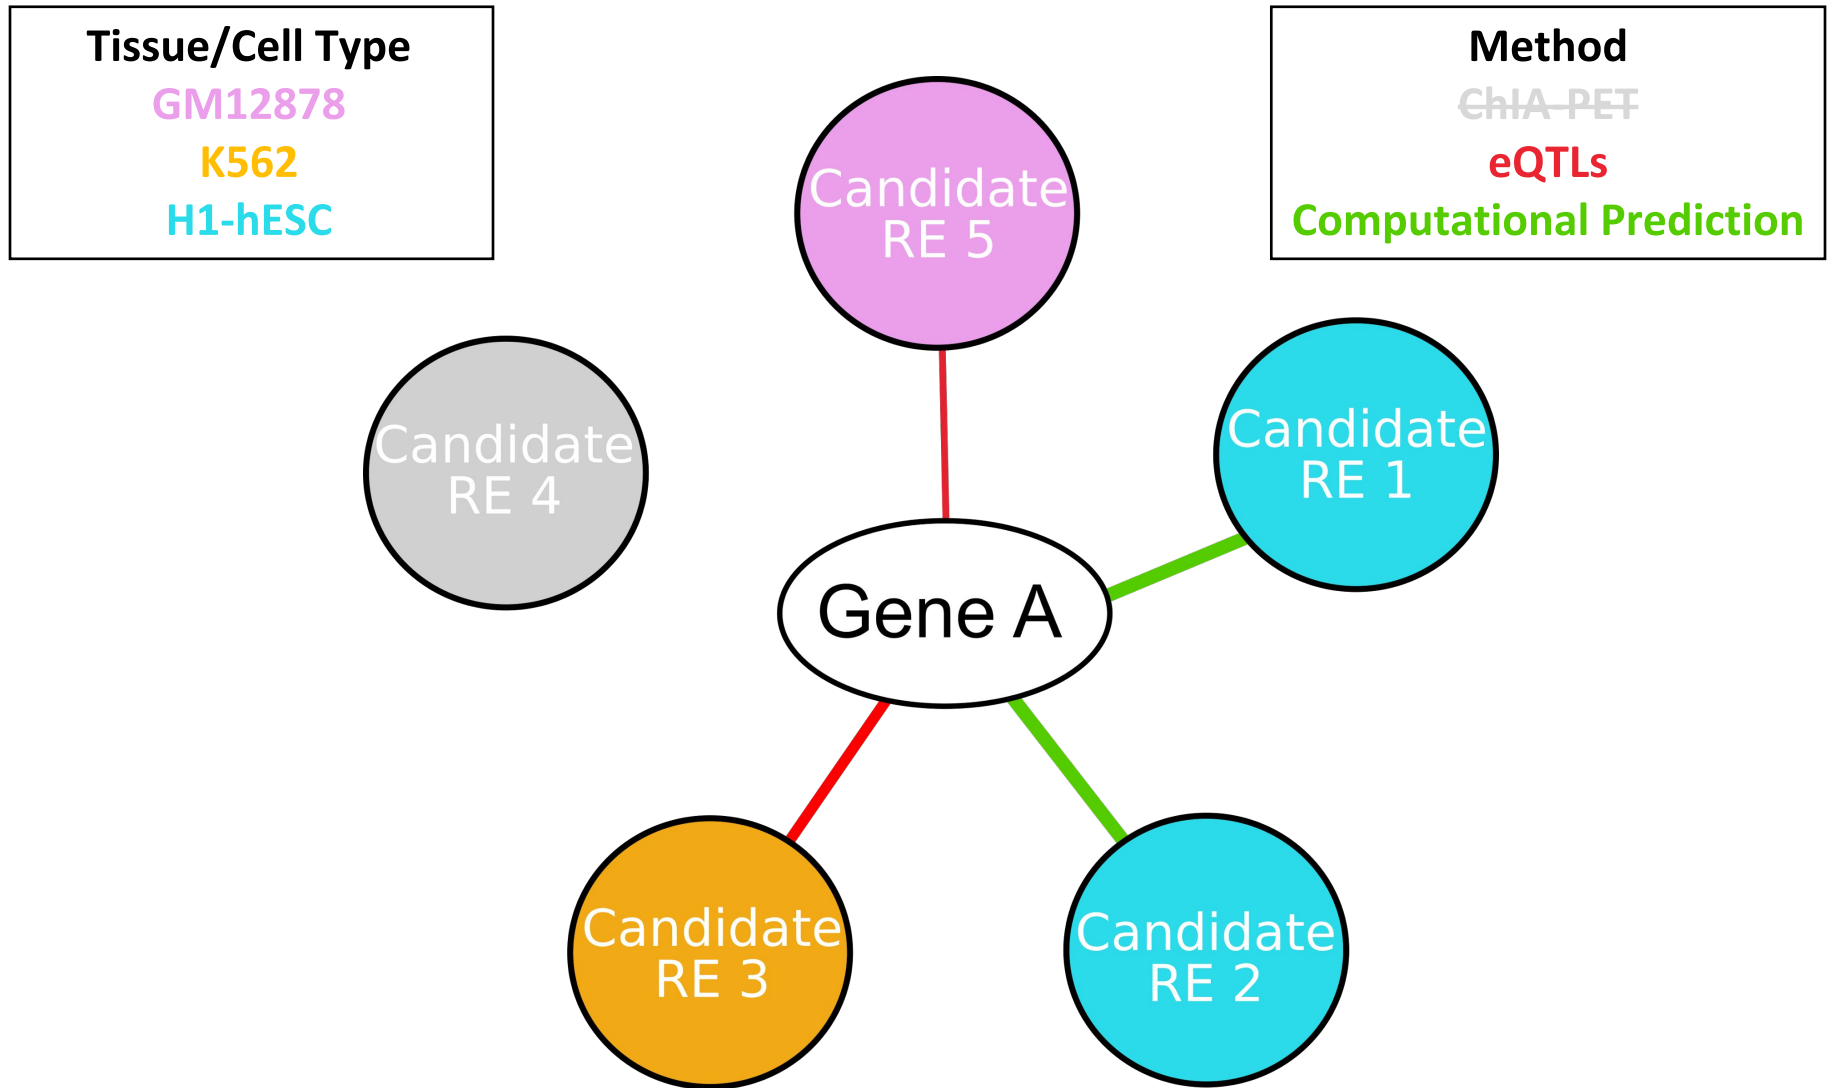 Tissue/Cell Type
GM12878
K562
H1-hESC
Method
ChIA-PET
eQTLs
Computational Prediction
Candidate
RE 5
Candidate
RE 4
Candidate
RE 1
Gene A
Candidate
RE 3
Candidate
RE 2